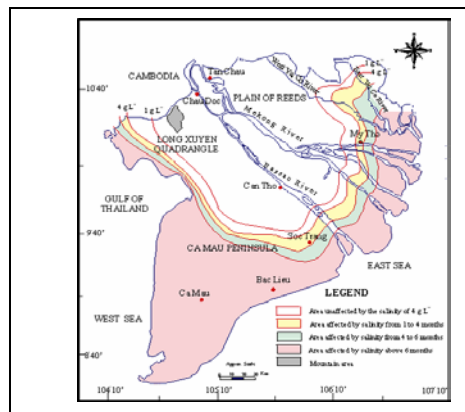 CAMBODIA
Tan Chau
Chau Doc
PLAIN OF REEDS
1 g L⁻
4 g L⁻
10 40'
4 g L⁻ 1 g L⁻
Mekong River
My Tho
LONG XUYEN
QUADRANGLE
Bassac River
Can Tho
GULF OF
THAILAND
9 40'
Soc Trang
CA MAU PENINSULA
EAST SEA
Bac Lieu
Ca Mau
WEST SEA
LEGEND
Area unaffected by the salinity of 4 g L⁻
Area affected by salinity from 1 to 4 months
Area affected by salinity from 4 to 6 months
Area affected by salinity above 6 months
Mountain area
Approx. Scale
8 40'
104 10' 105 10' 106 10' 107 10'